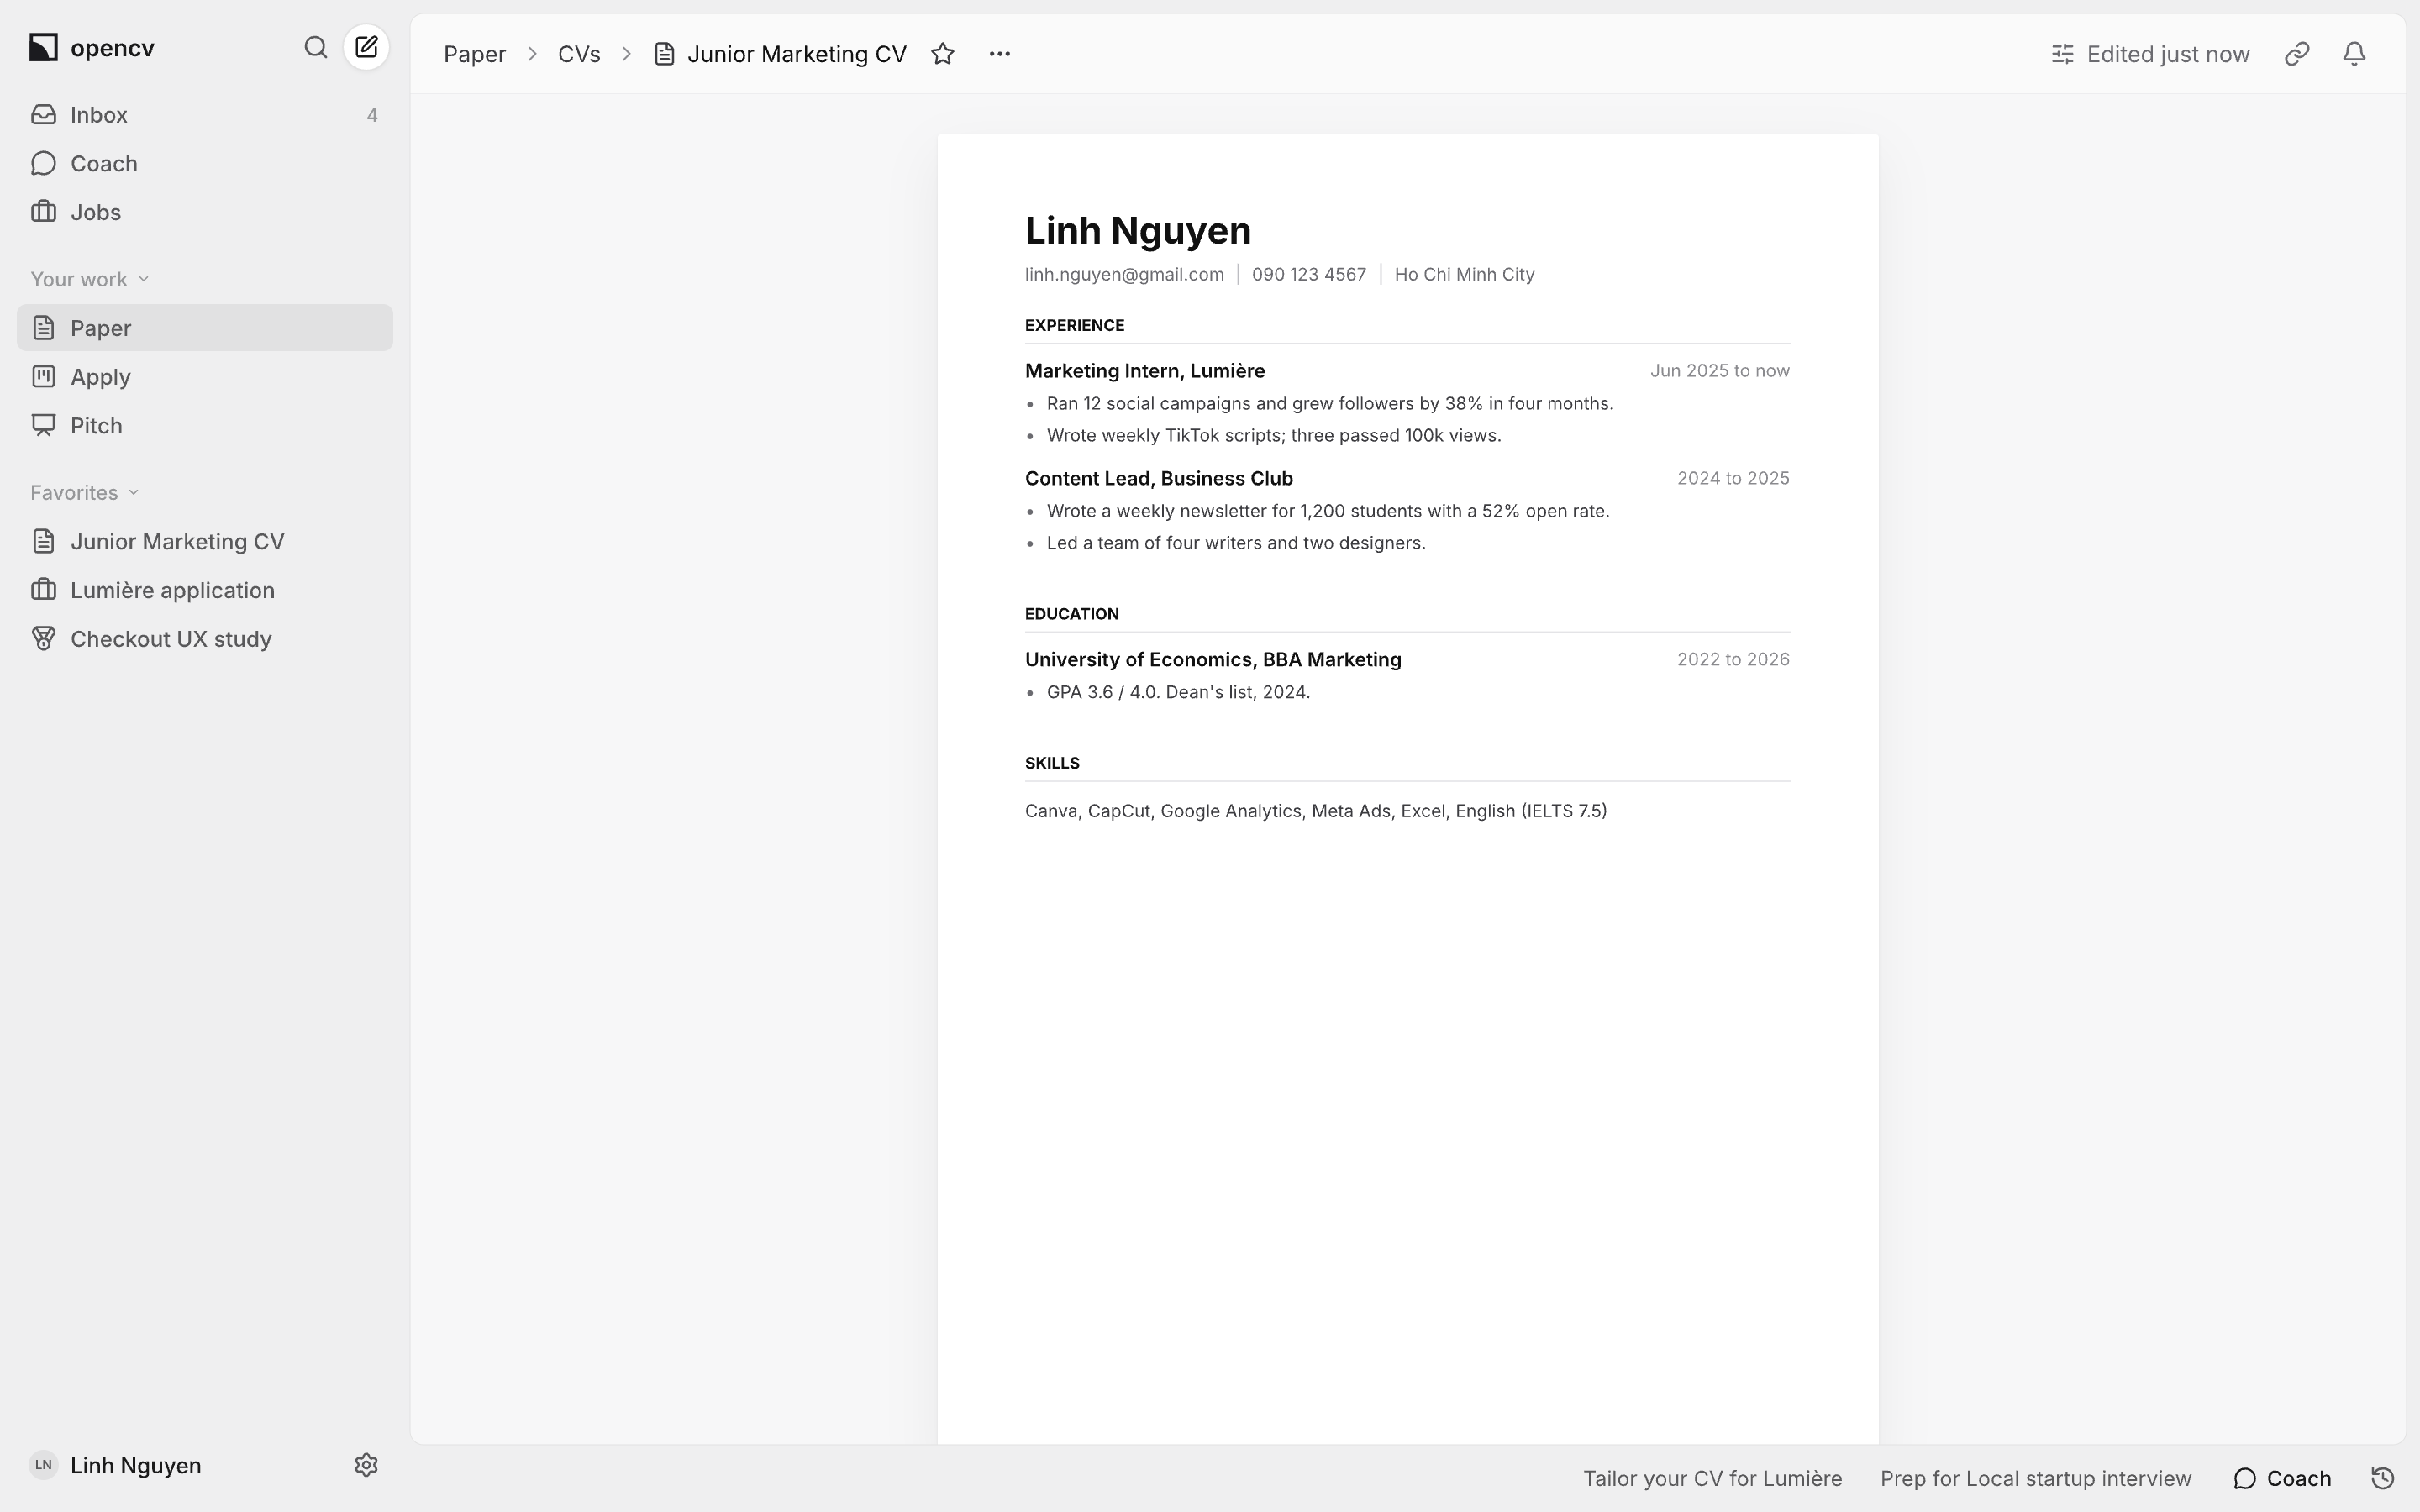 opencv
Inbox 4
Coach
Jobs
Your work
Paper
Apply
Pitch
Favorites
Junior Marketing CV
Lumière application
Checkout UX study
LN Linh Nguyen
Paper CVs Junior Marketing CV
Edited just now
Linh Nguyen
linh.nguyen@gmail.com 090 123 4567 Ho Chi Minh City
EXPERIENCE
Marketing Intern, Lumière Jun 2025 to now
• Ran 12 social campaigns and grew followers by 38% in four months.
• Wrote weekly TikTok scripts; three passed 100k views.
Content Lead, Business Club 2024 to 2025
• Wrote a weekly newsletter for 1,200 students with a 52% open rate.
• Led a team of four writers and two designers.
EDUCATION
University of Economics, BBA Marketing 2022 to 2026
• GPA 3.6 / 4.0. Dean's list, 2024.
SKILLS
Canva, CapCut, Google Analytics, Meta Ads, Excel, English (IELTS 7.5)
Tailor your CV for Lumière Prep for Local startup interview Coach